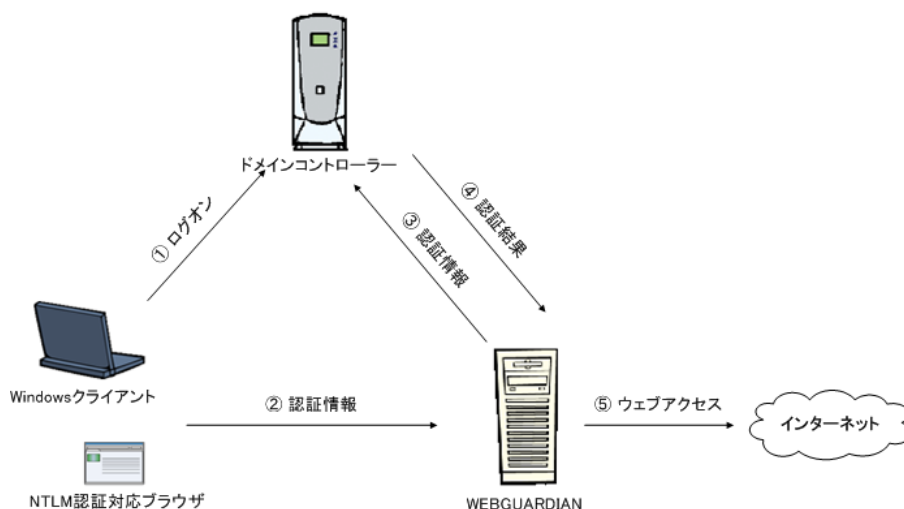 ドメインコントローラー
① ログオン
④ 認証結果
③ 認証情報
Windowsクライアント
② 認証情報
⑤ ウェブアクセス
インターネット
NTLM認証対応ブラウザ
WEBGUARDIAN